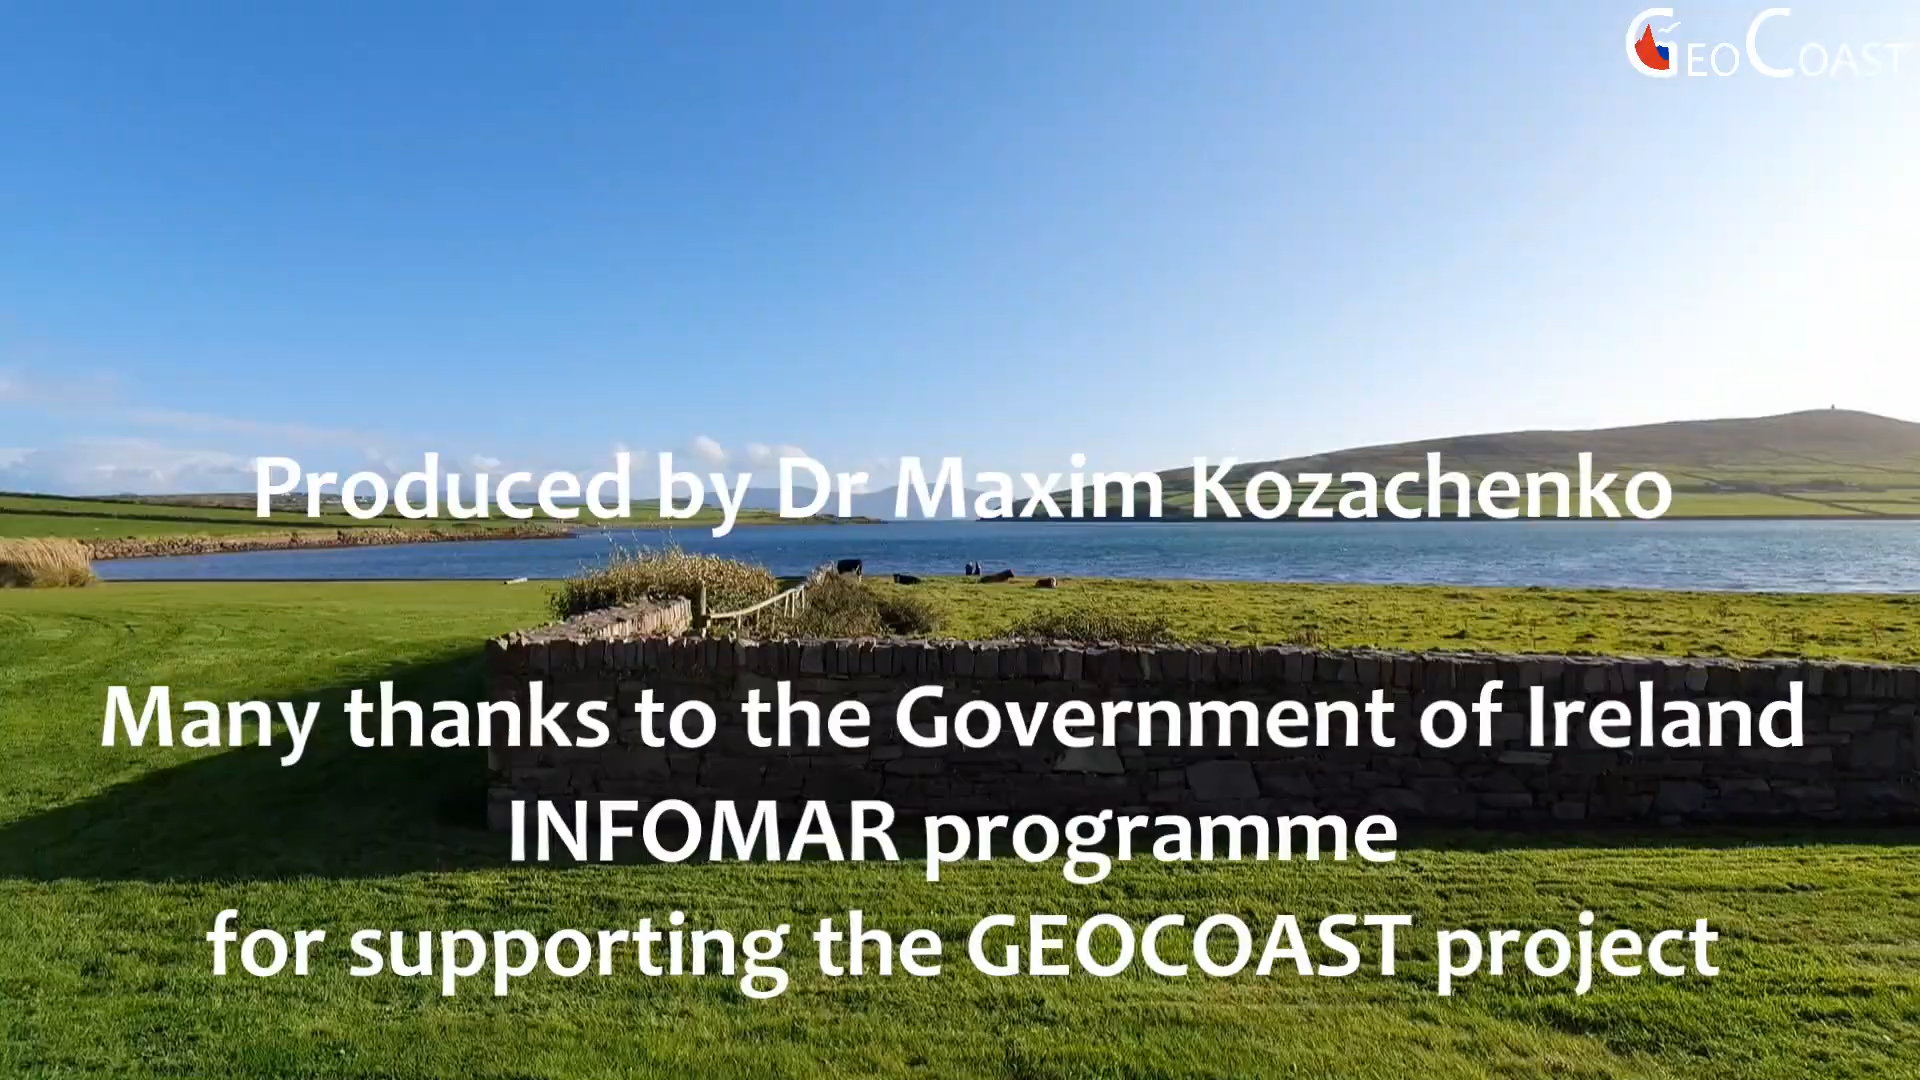 GEOCOAST
Produced by Dr Maxim Kozachenko
Many thanks to the Government of Ireland
INFOMAR programme
for supporting the GEOCOAST project